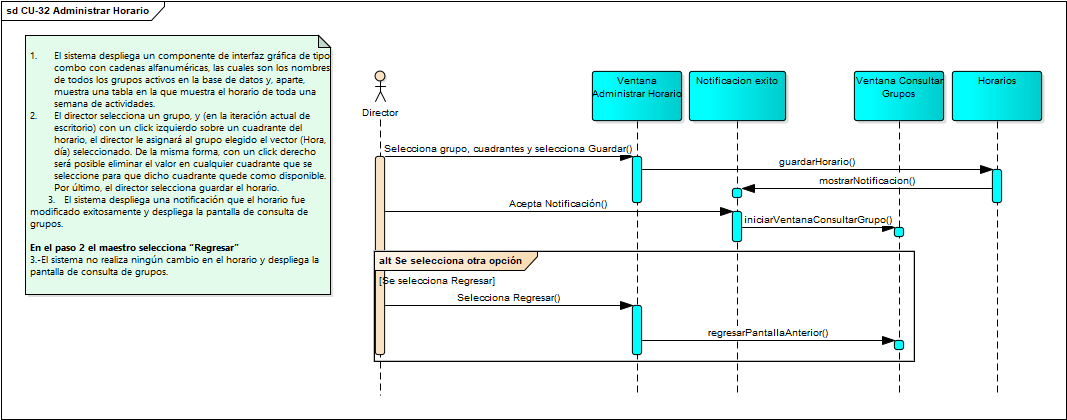 sd CU-32 Administrar Horario
1. El sistema despliega un componente de interfaz gráfica de tipo
combo con cadenas alfanuméricas, las cuales son los nombres
de todos los grupos activos en la base de datos y, aparte,
muestra una tabla en la que muestra el horario de toda una
semana de actividades.
2. El director selecciona un grupo, y (en la iteración actual de
escritorio) con un click izquierdo sobre un cuadrante del
horario, el director le asignará al grupo elegido el vector (Hora,
día) seleccionado. De la misma forma, con un click derecho
será posible eliminar el valor en cualquier cuadrante que se
seleccione para que dicho cuadrante quede como disponible.
Por último, el director selecciona guardar el horario.
3. El sistema despliega una notificación que el horario fue
modificado exitosamente y despliega la pantalla de consulta de
grupos.
En el paso 2 el maestro selecciona “Regresar”
3.-El sistema no realiza ningún cambio en el horario y despliega la
pantalla de consulta de grupos.
Director
Ventana
Administrar Horario
Notificacion exito
Ventana Consultar
Grupos
Horarios
Selecciona grupo, cuadrantes y selecciona Guardar()
guardarHorario()
mostrarNotificacion()
Acepta Notificación()
iniciarVentanaConsultarGrupo()
alt Se selecciona otra opción
[Se selecciona Regresar]
Selecciona Regresar()
regresarPantallaAnterior()